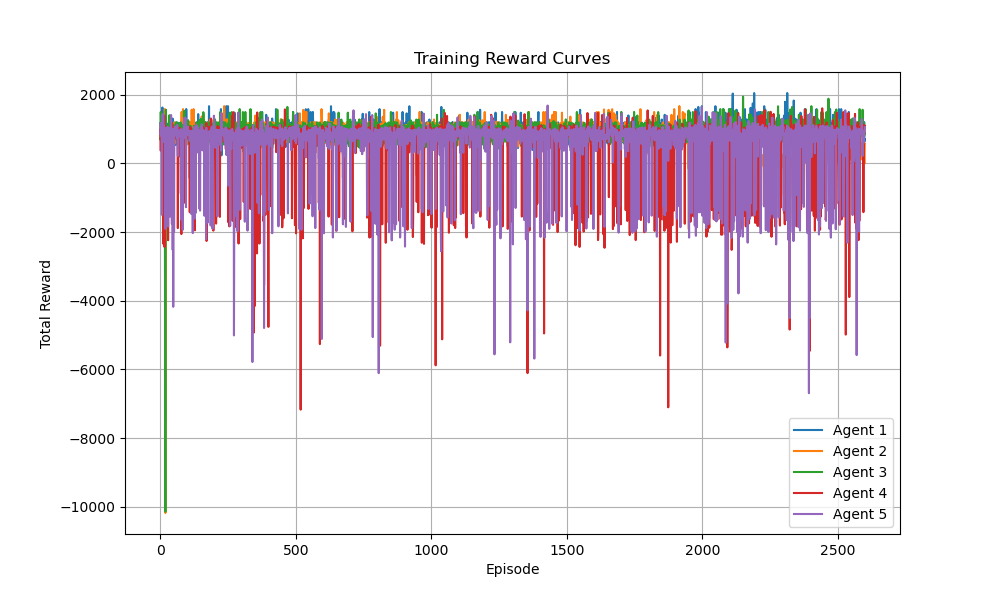 Training Reward Curves
Total Reward
2000
0
−2000
−4000
−6000
−8000
−10000
0
500
1000
1500
2000
2500
Episode
Agent 1
Agent 2
Agent 3
Agent 4
Agent 5